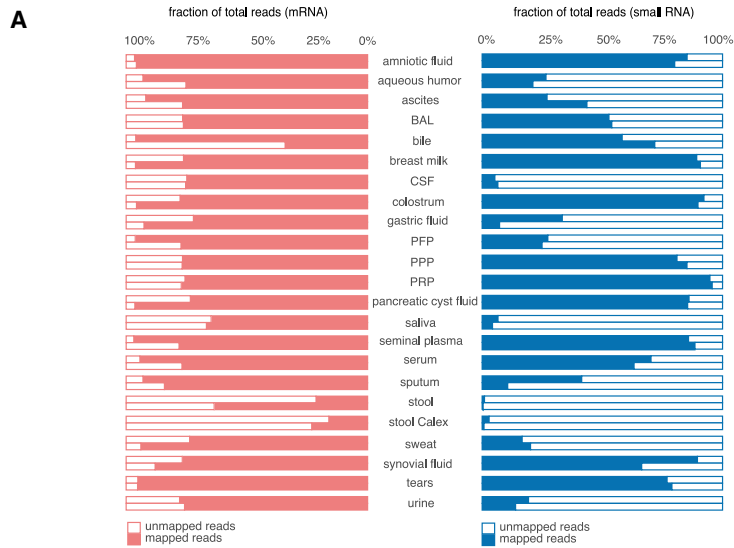 A
fraction of total reads (mRNA)
fraction of total reads (small RNA)
100% 75% 50% 25% 0%
0% 25% 50% 75% 100%
amniotic fluid
aqueous humor
ascites
BAL
bile
breast milk
CSF
colostrum
gastric fluid
PFP
PPP
PRP
pancreatic cyst fluid
saliva
seminal plasma
serum
sputum
stool
stool Calex
sweat
synovial fluid
tears
urine
unmapped reads
mapped reads
unmapped reads
mapped reads